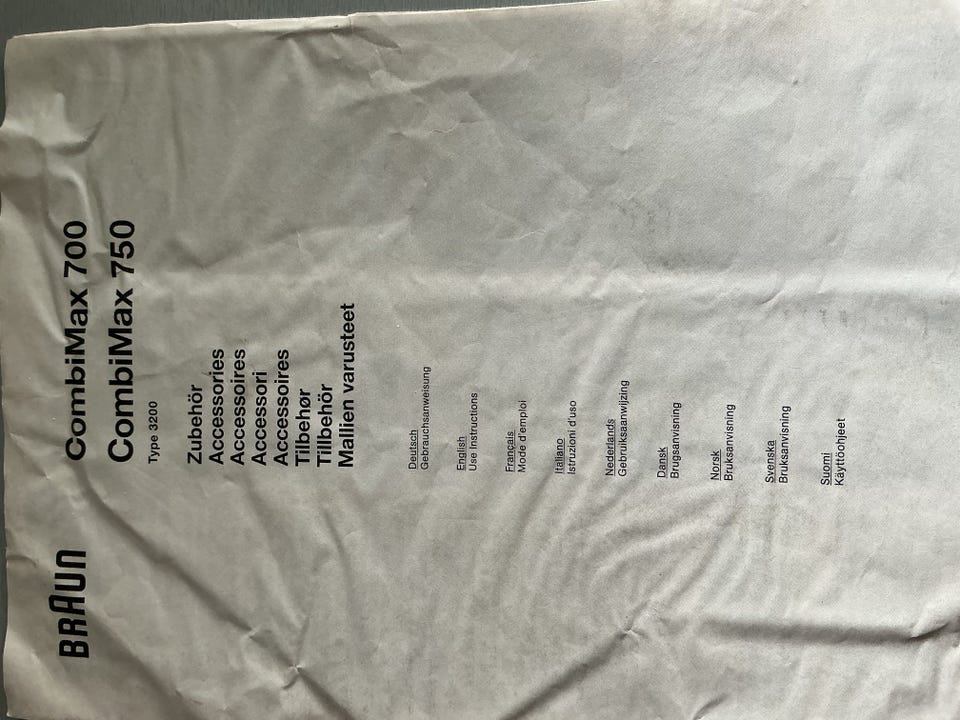 BRAUN
CombiMax 700
CombiMax 750
Type 3200
Zubehör
Accessories
Accessoires
Accessori
Accessoires
Tilbehør
Tillbehör
Mallien varusteet
Deutsch
Gebrauchsanweisung
English
Use Instructions
Français
Mode d'emploi
Italiano
Istruzioni d'uso
Nederlands
Gebruiksaanwijzing
Dansk
Brugsanvisning
Norsk
Bruksanvisning
Svenska
Bruksanvisning
Suomi
Käyttöohjeet